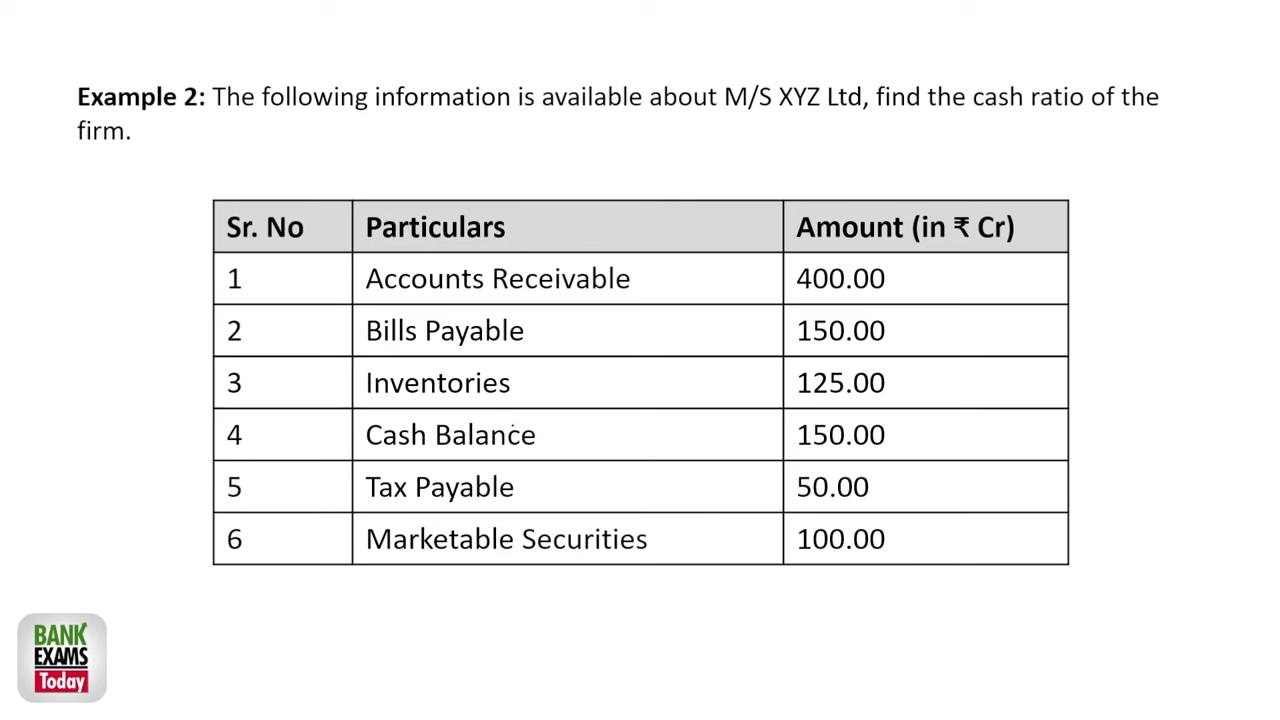 Example 2: The following information is available about M/S XYZ Ltd, find the cash ratio of the
firm.
Sr. No Particulars Amount (in ₹ Cr)
1 Accounts Receivable 400.00
2 Bills Payable 150.00
3 Inventories 125.00
4 Cash Balance 150.00
5 Tax Payable 50.00
6 Marketable Securities 100.00
BANK
EXAMS
Today